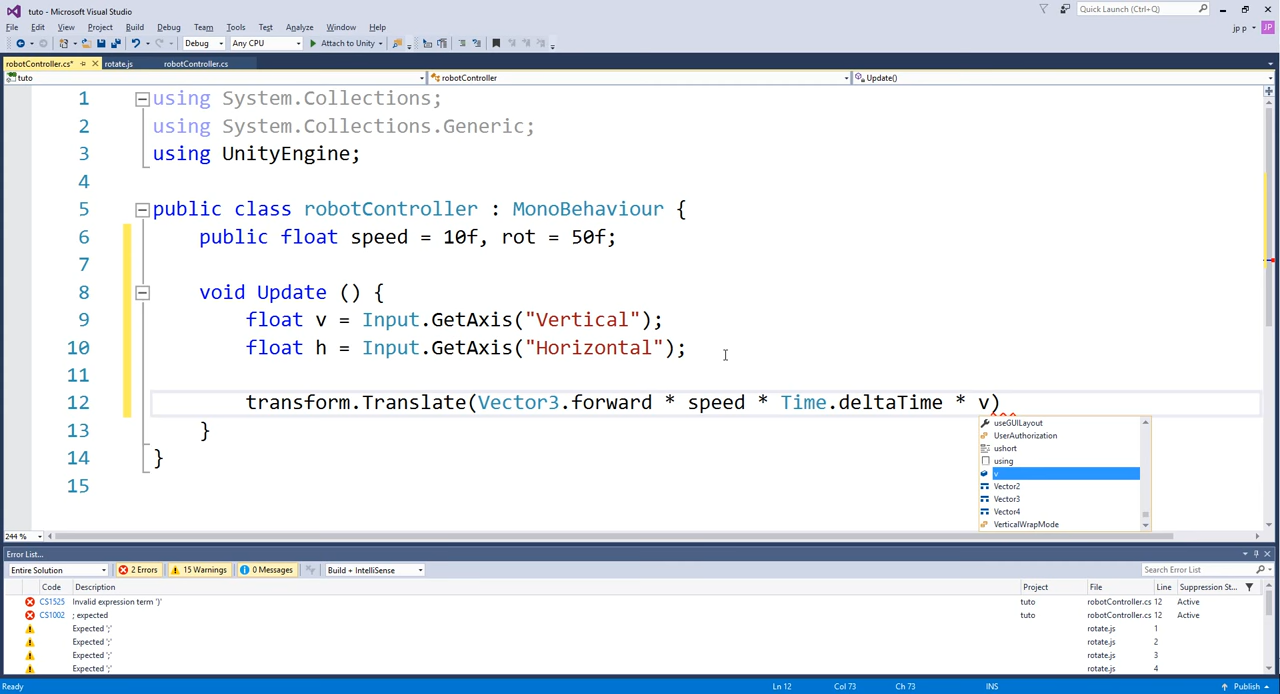 tuto - Microsoft Visual Studio
Quick Launch (Ctrl+Q)
File Edit View Project Build Debug Team Tools Test Analyze Window Help
jp p JP
Debug Any CPU Attach to Unity
robotController.cs* rotate.js robotController.cs
tuto robotController Update()
1 using System.Collections;
2 using System.Collections.Generic;
3 using UnityEngine;
4
5 public class robotController : MonoBehaviour {
6 public float speed = 10f, rot = 50f;
7
8 void Update () {
9 float v = Input.GetAxis("Vertical");
10 float h = Input.GetAxis("Horizontal");
11
12 transform.Translate(Vector3.forward * speed * Time.deltaTime * v)
13 }
14 }
15
useGUILayout
UserAuthorization
ushort
using
v
Vector2
Vector3
Vector4
VerticalWrapMode
244 %
Error List...
Entire Solution 2 Errors 15 Warnings 0 Messages Build + IntelliSense Search Error List
Code Description Project File Line Suppression St...
CS1525 Invalid expression term ')' tuto robotController.cs 12 Active
CS1002 ; expected tuto robotController.cs 12 Active
Expected ';' rotate.js 1
Expected ';' rotate.js 2
Expected ';' rotate.js 3
Expected ';' rotate.js 4
Ready Ln 12 Col 73 Ch 73 INS Publish